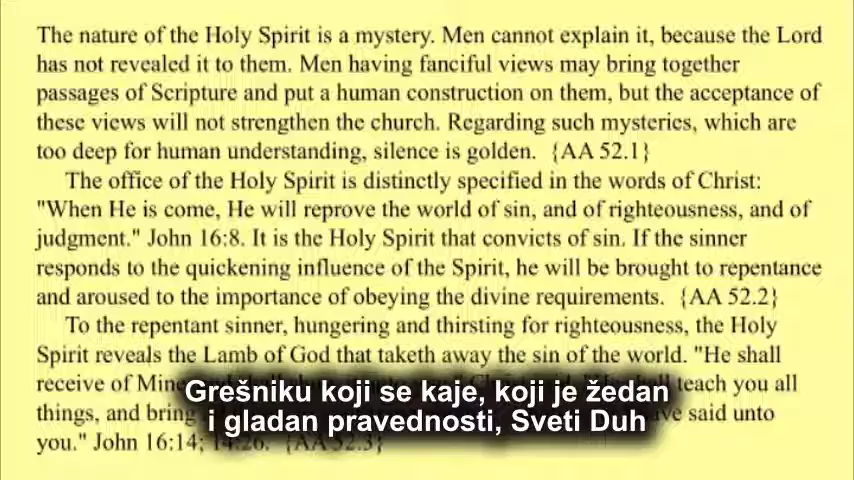 The nature of the Holy Spirit is a mystery. Men cannot explain it, because the Lord
has not revealed it to them. Men having fanciful views may bring together
passages of Scripture and put a human construction on them, but the acceptance of
these views will not strengthen the church. Regarding such mysteries, which are
too deep for human understanding, silence is golden. {AA 52.1}
The office of the Holy Spirit is distinctly specified in the words of Christ:
"When He is come, He will reprove the world of sin, and of righteousness, and of
judgment." John 16:8. It is the Holy Spirit that convicts of sin. If the sinner
responds to the quickening influence of the Spirit, he will be brought to repentance
and aroused to the importance of obeying the divine requirements. {AA 52.2}
To the repentant sinner, hungering and thirsting for righteousness, the Holy
Spirit reveals the Lamb of God that taketh away the sin of the world. "He shall
receive of teach you all
things, and bring said unto
you." John 16:14; 14:26. {AA 52.3}
Grešniku koji se kaje, koji je žedan
i gladan pravednosti, Sveti Duh